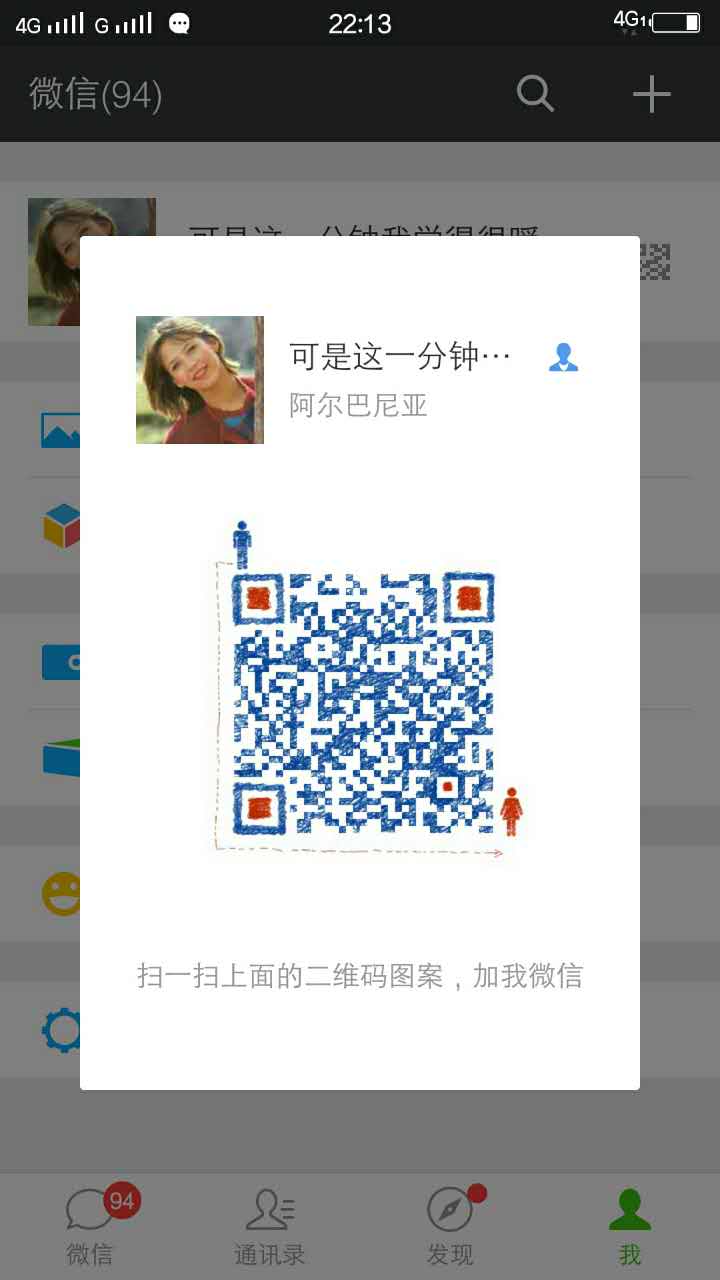 4G G 22:13 4G1
微信(94)
可是这一分钟我觉得很暖
可是这一分钟…
阿尔巴尼亚
扫一扫上面的二维码图案，加我微信
94
微信 通讯录 发现 我